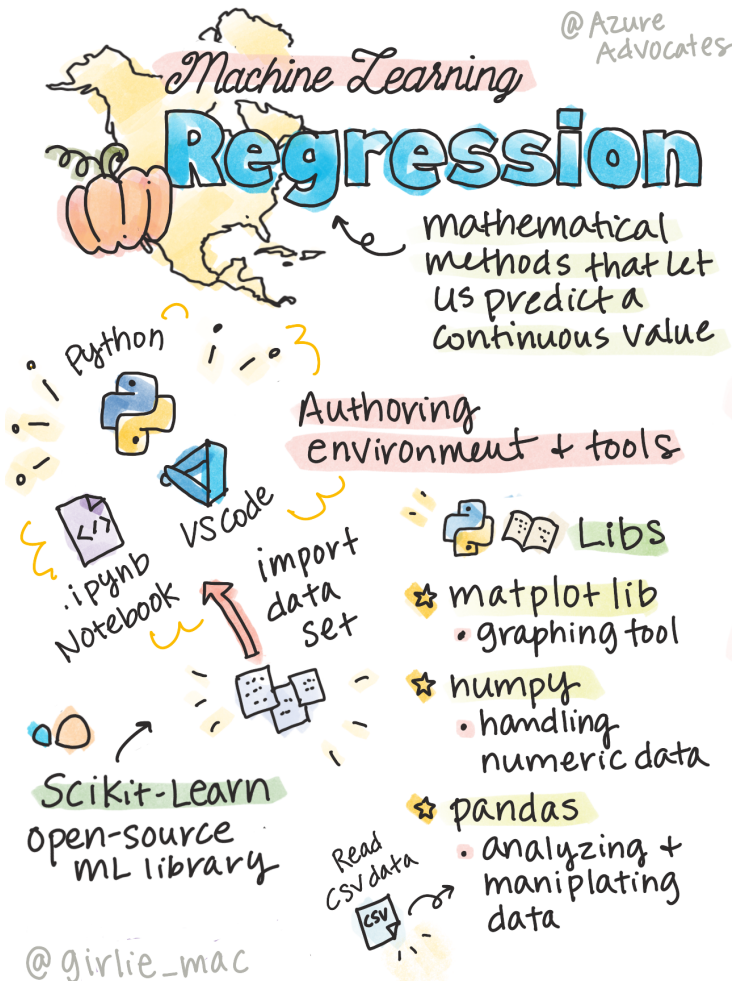 @Azure
Advocates
Machine Learning
Regression
mathematical
methods that let
us predict a
continuous value
Python
VS Code
.ipynb
Notebook
import
data
set
Authoring
environment + tools
Libs
matplot lib
• graphing tool
numpy
• handling
numeric data
pandas
• analyzing +
maniplating
data
Read
CSV data
CSV
Scikit-Learn
open-source
ML library
@girlie_mac